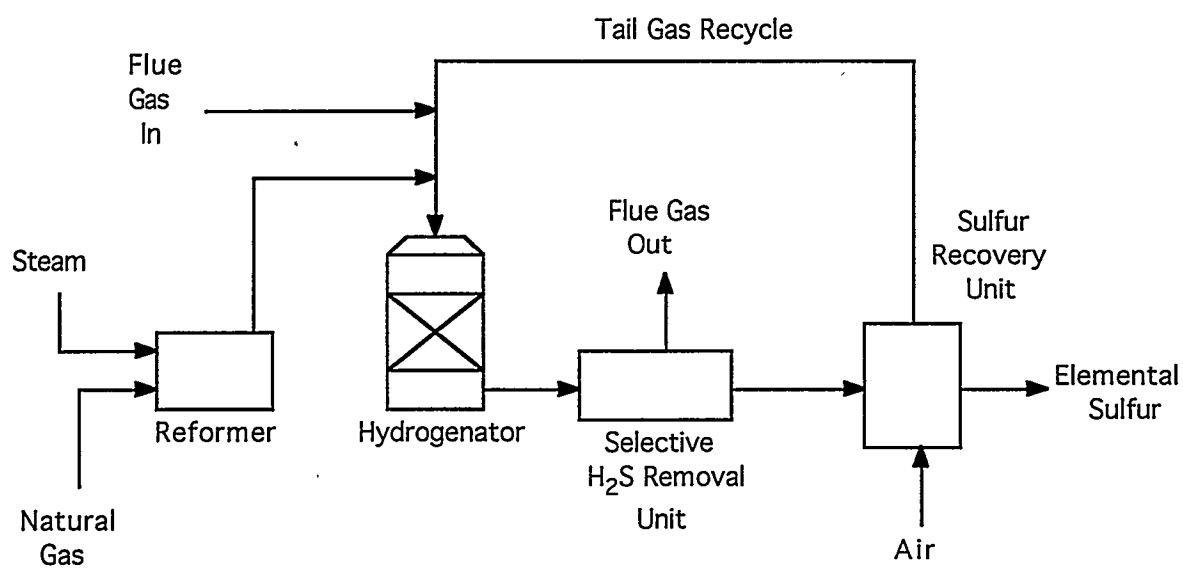 Tail Gas Recycle
Flue
Gas
In
Flue Gas
Out
Sulfur
Recovery
Unit
Steam
Elemental
Sulfur
Reformer
Hydrogenator
Selective
H₂S Removal
Unit
Natural
Gas
Air